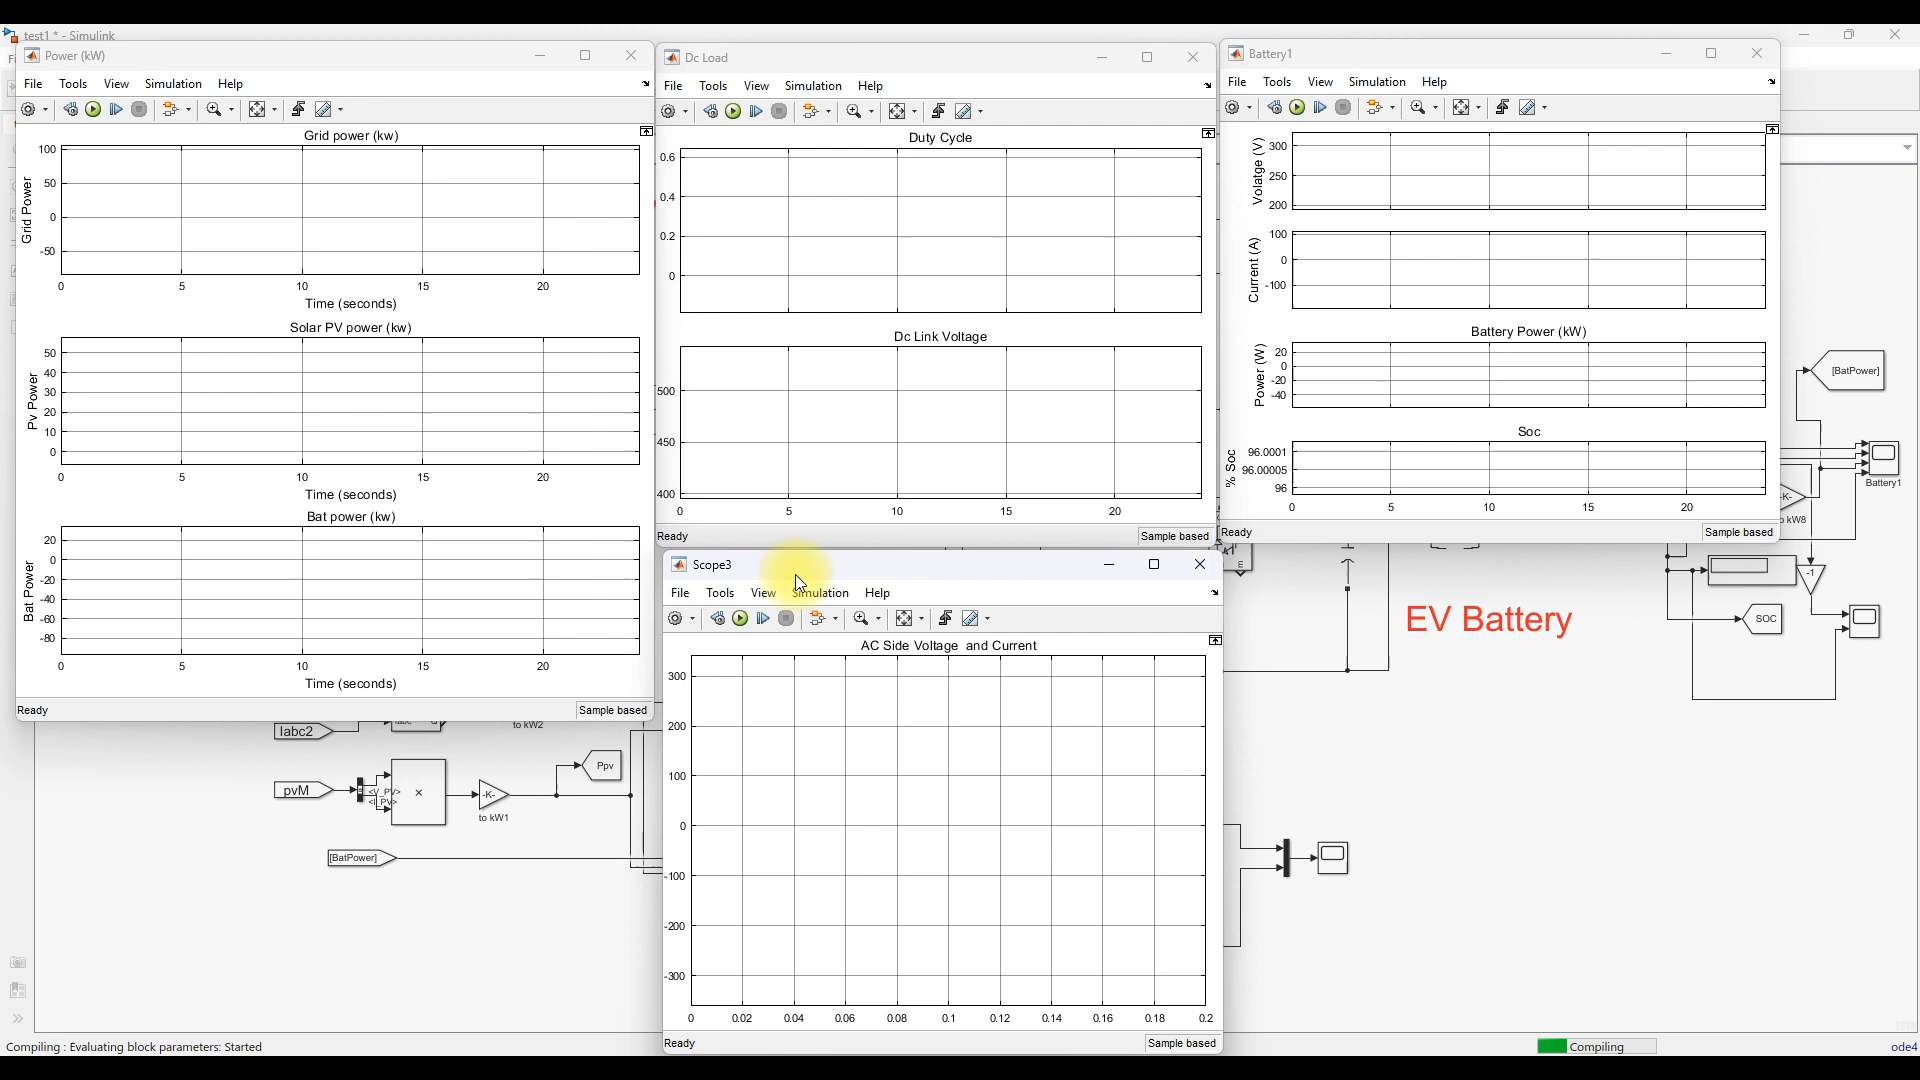 test1 * - Simulink
Power (kW)
File Tools View Simulation Help
Grid power (kw)
Grid Power
100
50
0
-50
0 5 10 15 20
Time (seconds)
Solar PV power (kw)
Pv Power
50
40
30
20
10
0
0 5 10 15 20
Time (seconds)
Bat power (kw)
Bat Power
20
0
-20
-40
-60
-80
0 5 10 15 20
Time (seconds)
Ready Sample based
Dc Load
File Tools View Simulation Help
Duty Cycle
0.6
0.4
0.2
0
Dc Link Voltage
500
450
400
0 5 10 15 20
Ready Sample based
Battery1
File Tools View Simulation Help
Volatge (V)
300
250
200
Current (A)
100
0
-100
Battery Power (kW)
Power (W)
20
0
-20
-40
Soc
% Soc
96.0001
96.00005
96
0 5 10 15 20
Ready Sample based
Scope3
File Tools View Simulation Help
AC Side Voltage and Current
300
200
100
0
-100
-200
-300
0 0.02 0.04 0.06 0.08 0.1 0.12 0.14 0.16 0.18 0.2
Ready Sample based
[BatPower]
Battery1
-K-
kW8
-1
SOC
EV Battery
Iabc2
to kW2
pvM
<V_PV>
<I_PV>
×
-K-
to kW1
Ppv
[BatPower]
Compiling : Evaluating block parameters: Started
Compiling
ode4